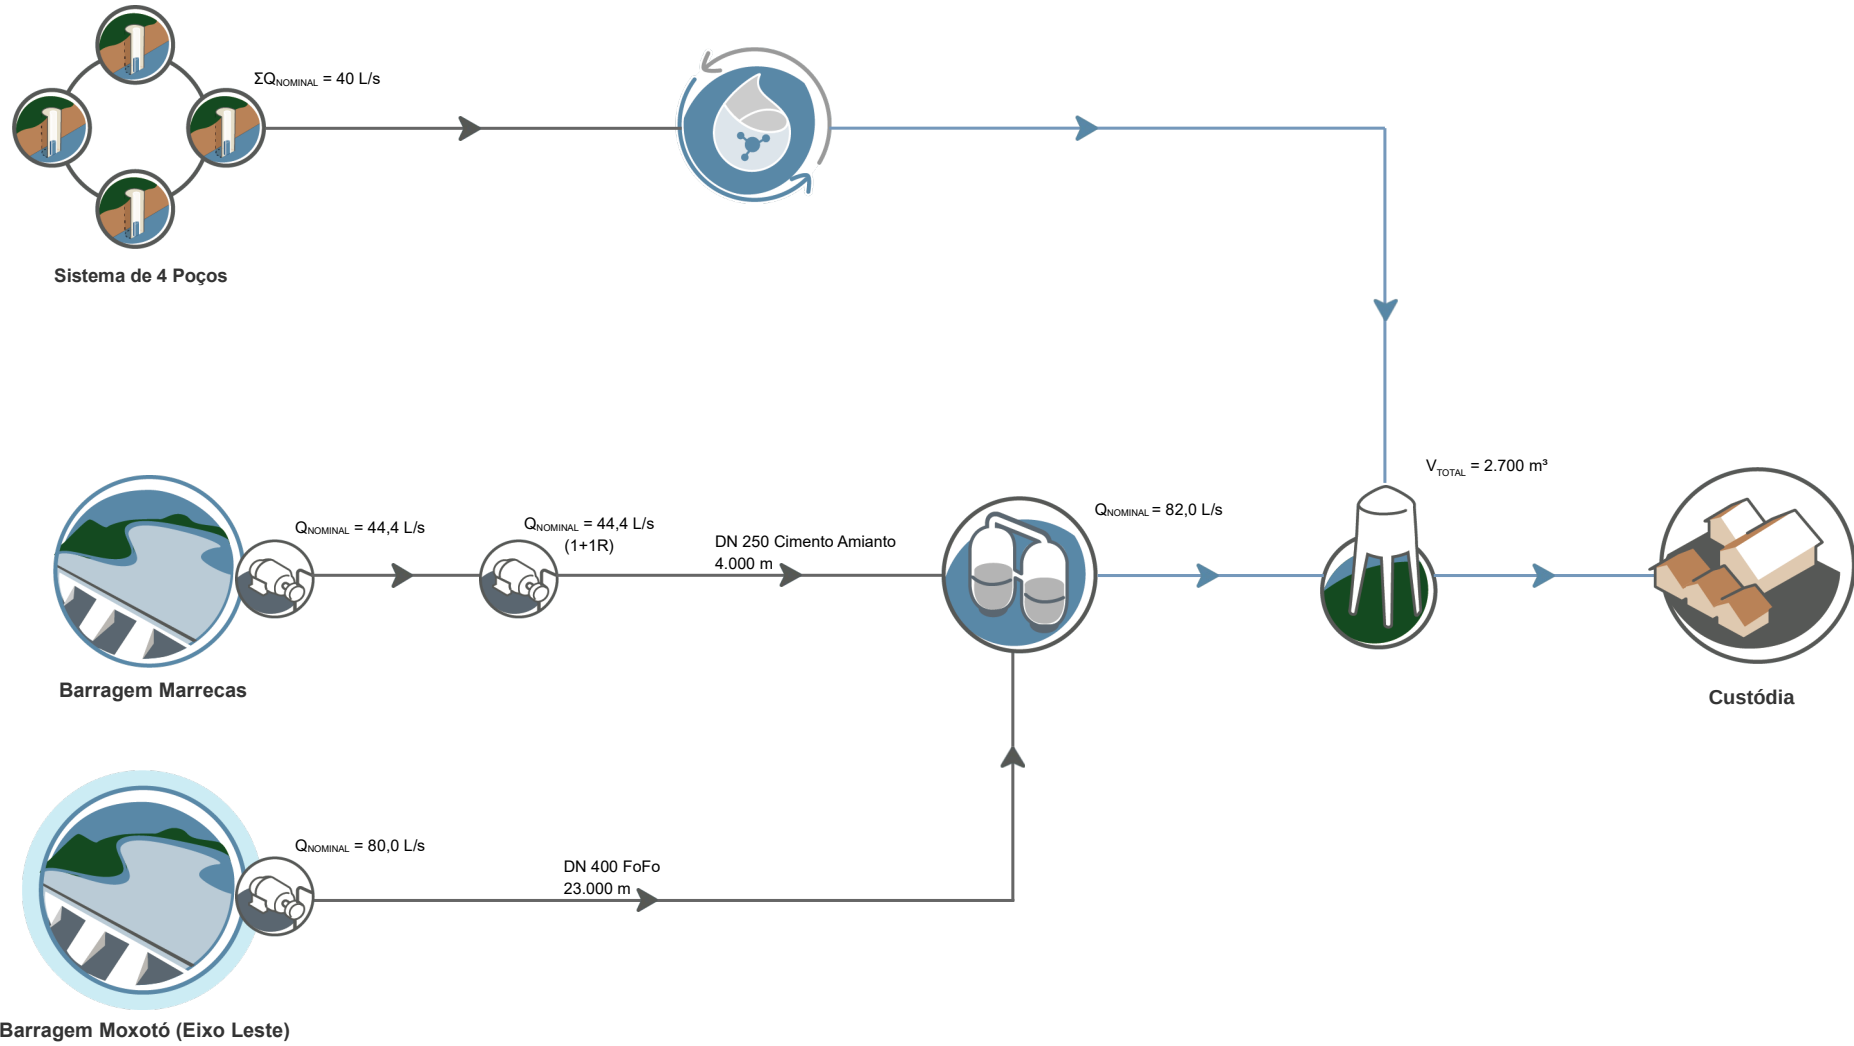 ΣQNOMINAL = 40 L/s
Sistema de 4 Poços
VTOTAL = 2.700 m³
QNOMINAL = 44,4 L/s
QNOMINAL = 44,4 L/s
(1+1R)
DN 250 Cimento Amianto
4.000 m
QNOMINAL = 82,0 L/s
Barragem Marrecas
Custódia
QNOMINAL = 80,0 L/s
DN 400 FoFo
23.000 m
Barragem Moxotó (Eixo Leste)